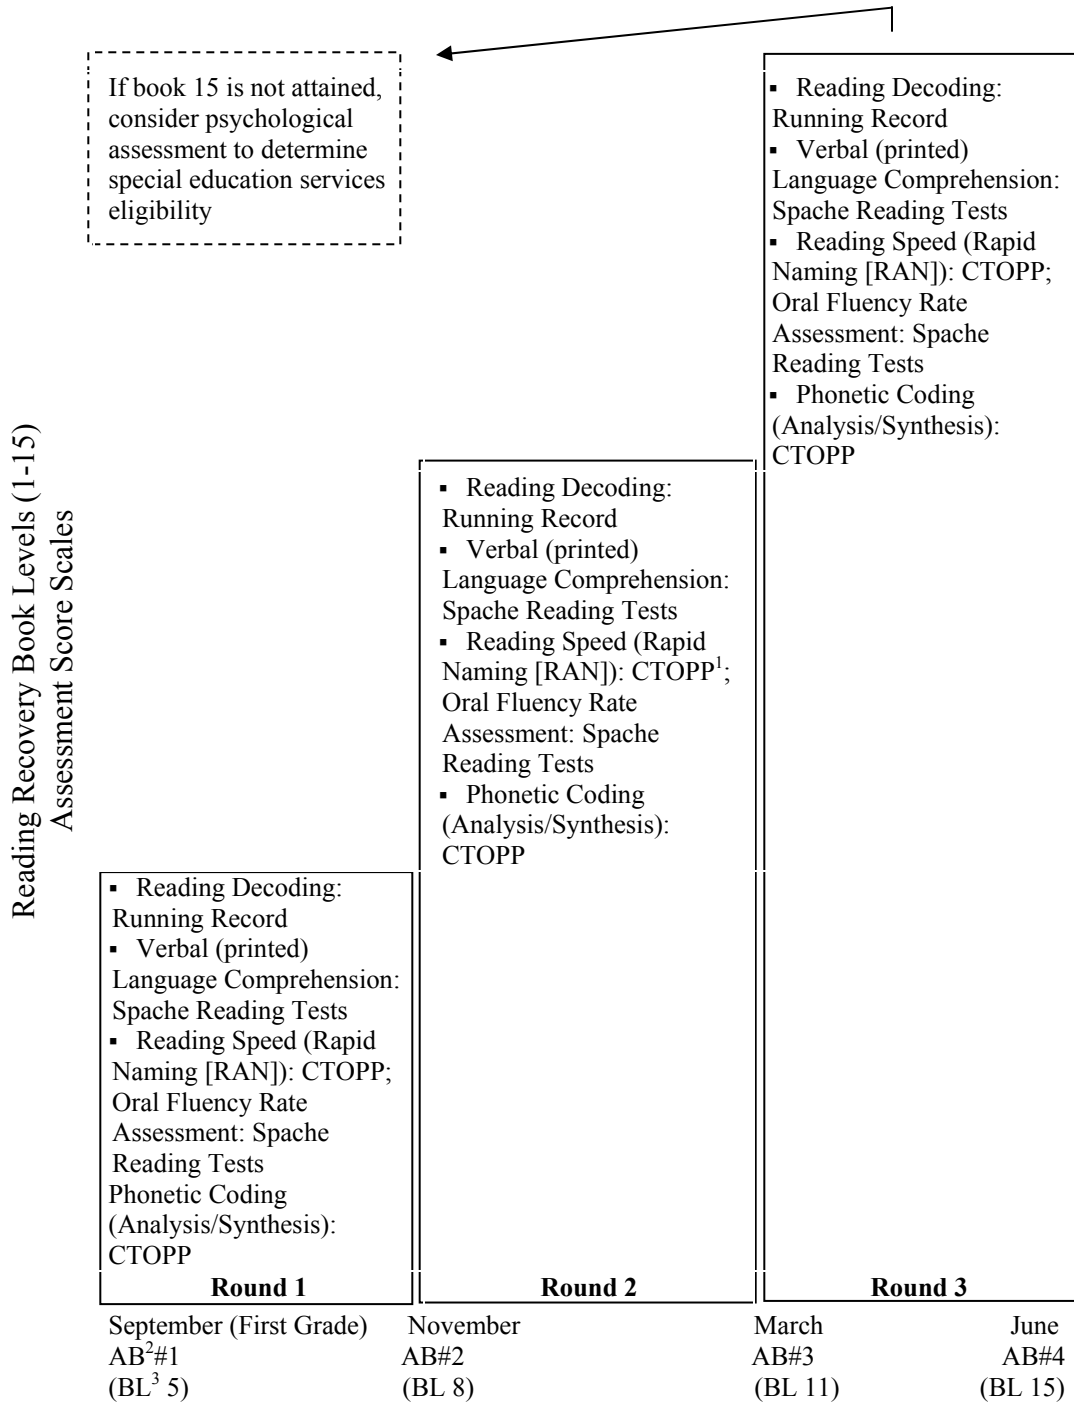 If book 15 is not attained,
consider psychological
assessment to determine
special education services
eligibility
▪ Reading Decoding:
Running Record
▪ Verbal (printed)
Language Comprehension:
Spache Reading Tests
▪ Reading Speed (Rapid
Naming [RAN]): CTOPP;
Oral Fluency Rate
Assessment: Spache
Reading Tests
▪ Phonetic Coding
(Analysis/Synthesis):
CTOPP
Reading Recovery Book Levels (1-15)
Assessment Score Scales
▪ Reading Decoding:
Running Record
▪ Verbal (printed)
Language Comprehension:
Spache Reading Tests
▪ Reading Speed (Rapid
Naming [RAN]): CTOPP¹;
Oral Fluency Rate
Assessment: Spache
Reading Tests
▪ Phonetic Coding
(Analysis/Synthesis):
CTOPP
▪ Reading Decoding:
Running Record
▪ Verbal (printed)
Language Comprehension:
Spache Reading Tests
▪ Reading Speed (Rapid
Naming [RAN]): CTOPP;
Oral Fluency Rate
Assessment: Spache
Reading Tests
Phonetic Coding
(Analysis/Synthesis):
CTOPP
Round 1 Round 2 Round 3
September (First Grade) November March June
AB²#1 AB#2 AB#3 AB#4
(BL³ 5) (BL 8) (BL 11) (BL 15)